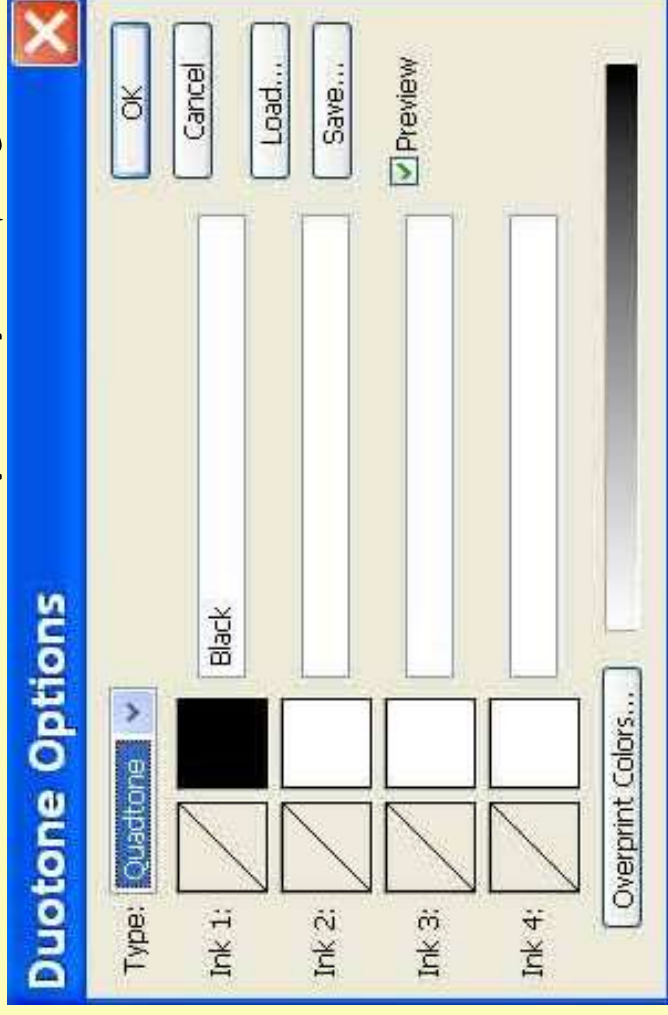 Duotone Options
Type: Quadtone
OK
Ink 1: Black
Cancel
Ink 2:
Load...
Save...
Ink 3:
Preview
Ink 4:
Overprint Colors...